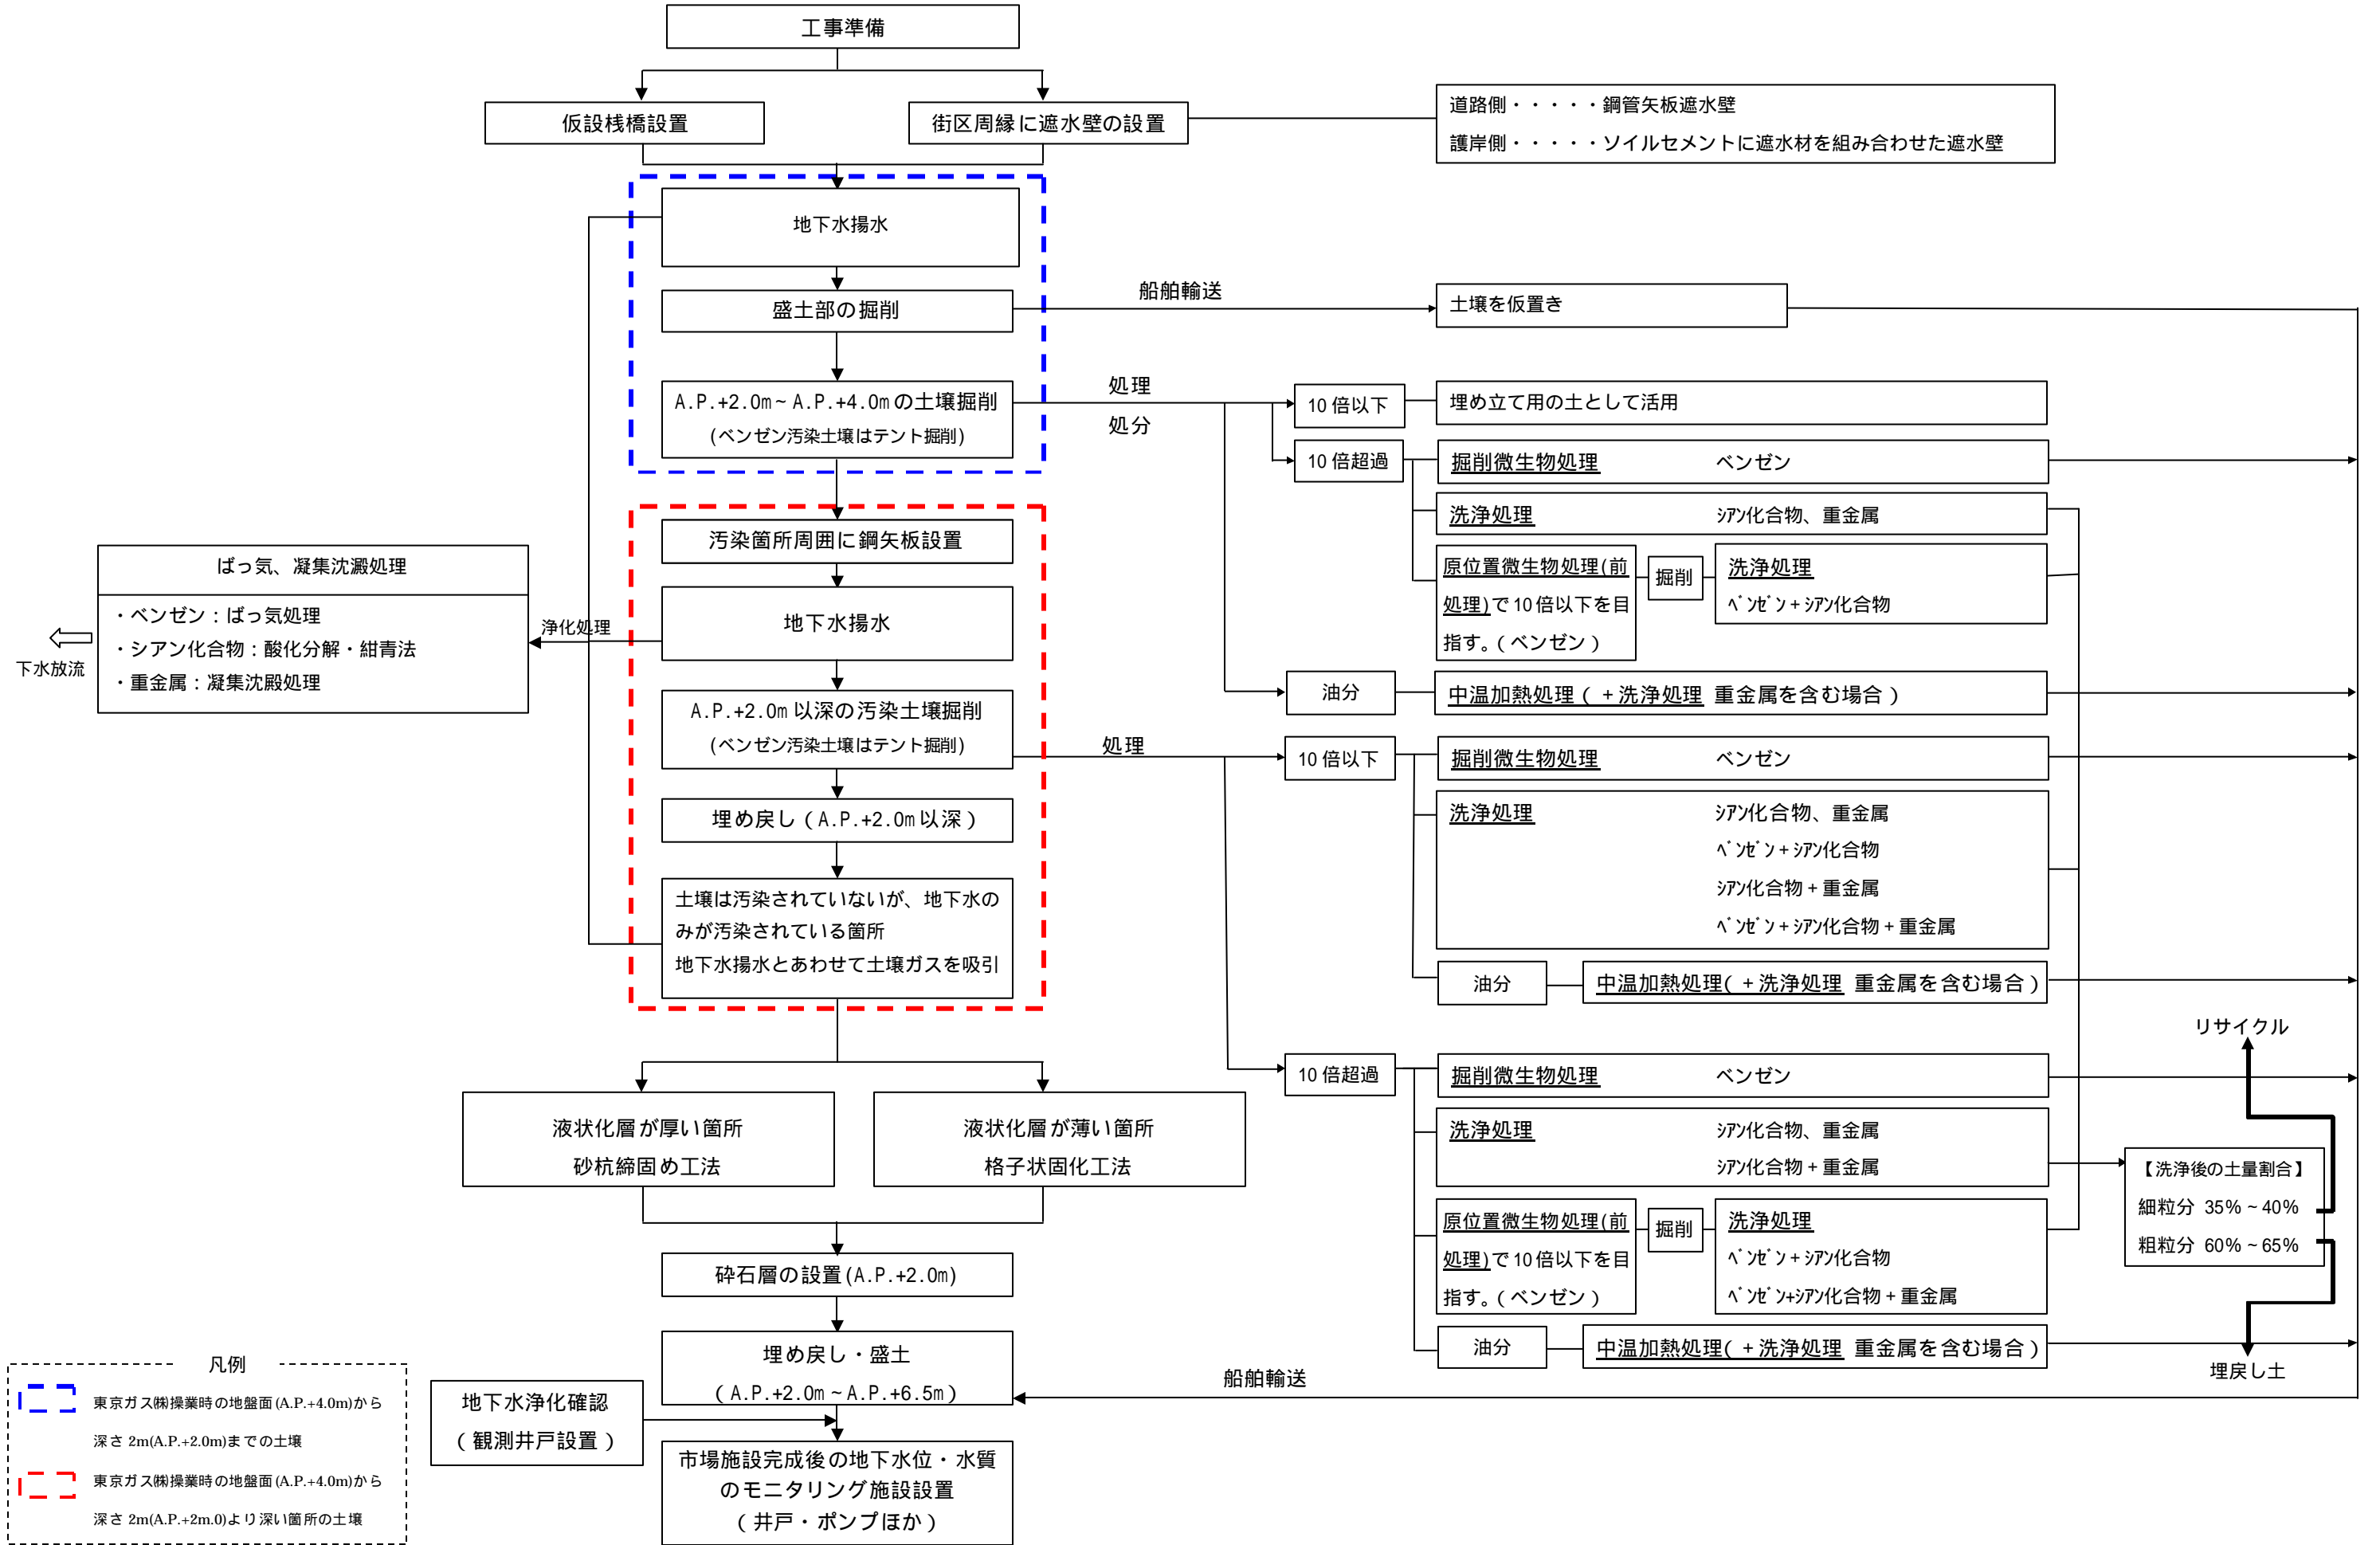 工事準備
仮設桟橋設置
街区周縁に遮水壁の設置
道路側・・・・・鋼管矢板遮水壁
護岸側・・・・・ソイルセメントに遮水材を組み合わせた遮水壁
地下水揚水
盛土部の掘削
船舶輸送
土壌を仮置き
A.P.+2.0m~A.P.+4.0mの土壌掘削
(ベンゼン汚染土壌はテント掘削)
処理
処分
10倍以下
埋め立て用の土として活用
10倍超過
掘削微生物処理 ベンゼン
洗浄処理 シアン化合物、重金属
原位置微生物処理(前
処理)で10倍以下を目
指す。(ベンゼン)
掘削
洗浄処理
ベンゼン+シアン化合物
油分
中温加熱処理(+洗浄処理 重金属を含む場合)
汚染箇所周囲に鋼矢板設置
地下水揚水
浄化処理
ばっ気、凝集沈澱処理
・ベンゼン:ばっ気処理
・シアン化合物:酸化分解・紺青法
・重金属:凝集沈殿処理
下水放流
A.P.+2.0m以深の汚染土壌掘削
(ベンゼン汚染土壌はテント掘削)
処理
10倍以下
掘削微生物処理 ベンゼン
洗浄処理 シアン化合物、重金属
ベンゼン+シアン化合物
シアン化合物+重金属
ベンゼン+シアン化合物+重金属
油分
中温加熱処理(+洗浄処理 重金属を含む場合)
埋め戻し(A.P.+2.0m以深)
土壌は汚染されていないが、地下水の
みが汚染されている箇所
地下水揚水とあわせて土壌ガスを吸引
10倍超過
掘削微生物処理 ベンゼン
洗浄処理 シアン化合物、重金属
シアン化合物+重金属
原位置微生物処理(前
処理)で10倍以下を目
指す。(ベンゼン)
掘削
洗浄処理
ベンゼン+シアン化合物
ベンゼン+シアン化合物+重金属
油分
中温加熱処理(+洗浄処理 重金属を含む場合)
リサイクル
【洗浄後の土量割合】
細粒分 35%~40%
粗粒分 60%~65%
埋戻し土
液状化層が厚い箇所
砂杭締固め工法
液状化層が薄い箇所
格子状固化工法
砕石層の設置(A.P.+2.0m)
埋め戻し・盛土
(A.P.+2.0m~A.P.+6.5m)
船舶輸送
地下水浄化確認
(観測井戸設置)
市場施設完成後の地下水位・水質
のモニタリング施設設置
(井戸・ポンプほか)
凡例
東京ガス㈱操業時の地盤面(A.P.+4.0m)から
深さ2m(A.P.+2.0m)までの土壌
東京ガス㈱操業時の地盤面(A.P.+4.0m)から
深さ2m(A.P.+2m.0)より深い箇所の土壌